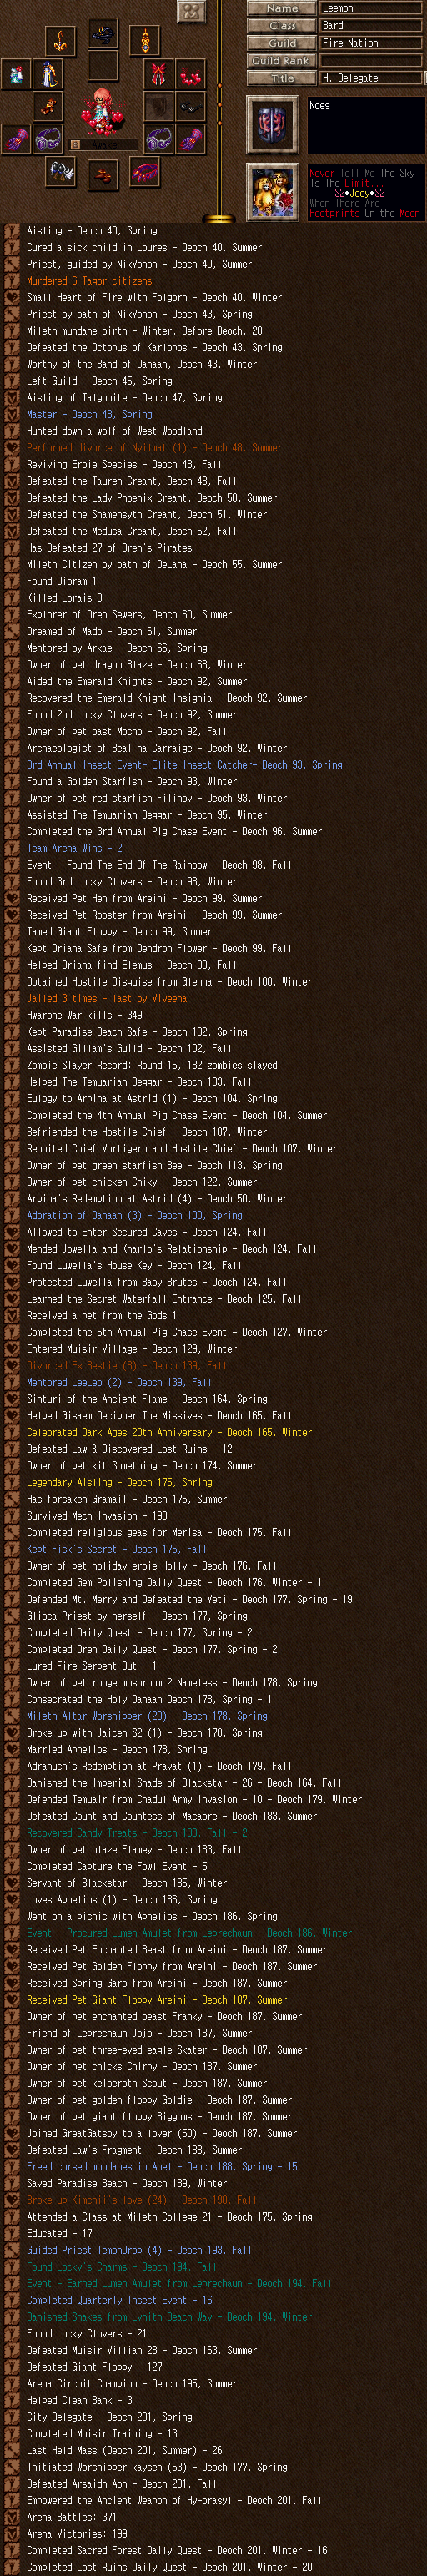 Name Leemon
Class Bard
Guild Fire Nation
Guild Rank
Title H. Delegate
Awake
Noes
Never Tell Me The Sky
Is The Limit...
S2•Joey•S2
When There Are
Footprints On the Moon
Aisling - Deoch 40, Spring
Cured a sick child in Loures - Deoch 40, Summer
Priest, guided by NikYohon - Deoch 40, Summer
Murdered 6 Tagor citizens
Small Heart of Fire with Folgorn - Deoch 40, Winter
Priest by oath of NikYohon - Deoch 43, Spring
Mileth mundane birth - Winter, Before Deoch, 28
Defeated the Octopus of Karlopos - Deoch 43, Spring
Worthy of the Band of Danaan, Deoch 43, Winter
Left Guild - Deoch 45, Spring
Aisling of Talgonite - Deoch 47, Spring
Master - Deoch 48, Spring
Hunted down a wolf of West Woodland
Performed divorce of Nyilmat (1) - Deoch 48, Summer
Reviving Erbie Species - Deoch 48, Fall
Defeated the Tauren Creant, Deoch 48, Fall
Defeated the Lady Phoenix Creant, Deoch 50, Summer
Defeated the Shamensyth Creant, Deoch 51, Winter
Defeated the Medusa Creant, Deoch 52, Fall
Has Defeated 27 of Oren's Pirates
Mileth Citizen by oath of DeLana - Deoch 55, Summer
Found Dioram 1
Killed Lorais 3
Explorer of Oren Sewers, Deoch 60, Summer
Dreamed of Madb - Deoch 61, Summer
Mentored by Arkae - Deoch 66, Spring
Owner of pet dragon Blaze - Deoch 68, Winter
Aided the Emerald Knights - Deoch 92, Summer
Recovered the Emerald Knight Insignia - Deoch 92, Summer
Found 2nd Lucky Clovers - Deoch 92, Summer
Owner of pet bast Mocho - Deoch 92, Fall
Archaeologist of Beal na Carraige - Deoch 92, Winter
3rd Annual Insect Event- Elite Insect Catcher- Deoch 93, Spring
Found a Golden Starfish - Deoch 93, Winter
Owner of pet red starfish Filinov - Deoch 93, Winter
Assisted The Temuarian Beggar - Deoch 95, Winter
Completed the 3rd Annual Pig Chase Event - Deoch 96, Summer
Team Arena Wins - 2
Event - Found The End Of The Rainbow - Deoch 98, Fall
Found 3rd Lucky Clovers - Deoch 98, Winter
Received Pet Hen from Areini - Deoch 99, Summer
Received Pet Rooster from Areini - Deoch 99, Summer
Tamed Giant Floppy - Deoch 99, Summer
Kept Oriana Safe from Dendron Flower - Deoch 99, Fall
Helped Oriana find Elemus - Deoch 99, Fall
Obtained Hostile Disguise from Glenna - Deoch 100, Winter
Jailed 3 times - last by Viveena
Hwarone War kills - 349
Kept Paradise Beach Safe - Deoch 102, Spring
Assisted Gillam's Guild - Deoch 102, Fall
Zombie Slayer Record: Round 15, 182 zombies slayed
Helped The Temuarian Beggar - Deoch 103, Fall
Eulogy to Arpina at Astrid (1) - Deoch 104, Spring
Completed the 4th Annual Pig Chase Event - Deoch 104, Summer
Befriended the Hostile Chief - Deoch 107, Winter
Reunited Chief Vortigern and Hostile Chief - Deoch 107, Winter
Owner of pet green starfish Bee - Deoch 113, Spring
Owner of pet chicken Chiky - Deoch 122, Summer
Arpina's Redemption at Astrid (4) - Deoch 50, Winter
Adoration of Danaan (3) - Deoch 100, Spring
Allowed to Enter Secured Caves - Deoch 124, Fall
Mended Jowella and Kharlo's Relationship - Deoch 124, Fall
Found Luwella's House Key - Deoch 124, Fall
Protected Luwella from Baby Brutes - Deoch 124, Fall
Learned the Secret Waterfall Entrance - Deoch 125, Fall
Received a pet from the Gods 1
Completed the 5th Annual Pig Chase Event - Deoch 127, Winter
Entered Muisir Village - Deoch 129, Winter
Divorced Ex Bestie (8) - Deoch 139, Fall
Mentored LeeLeo (2) - Deoch 139, Fall
Sinturi of the Ancient Flame - Deoch 164, Spring
Helped Gisaem Decipher The Missives - Deoch 165, Fall
Celebrated Dark Ages 20th Anniversary - Deoch 165, Winter
Defeated Law & Discovered Lost Ruins - 12
Owner of pet kit Something - Deoch 174, Summer
Legendary Aisling - Deoch 175, Spring
Has forsaken Gramail - Deoch 175, Summer
Survived Mech Invasion - 193
Completed religious geas for Merisa - Deoch 175, Fall
Kept Fisk's Secret - Deoch 175, Fall
Owner of pet holiday erbie Holly - Deoch 176, Fall
Completed Gem Polishing Daily Quest - Deoch 176, Winter - 1
Defended Mt. Merry and Defeated the Yeti - Deoch 177, Spring - 19
Glioca Priest by herself - Deoch 177, Spring
Completed Daily Quest - Deoch 177, Spring - 2
Completed Oren Daily Quest - Deoch 177, Spring - 2
Lured Fire Serpent Out - 1
Owner of pet rouge mushroom 2 Nameless - Deoch 178, Spring
Consecrated the Holy Danaan Deoch 178, Spring - 1
Mileth Altar Worshipper (20) - Deoch 178, Spring
Broke up with Jaicen S2 (1) - Deoch 178, Spring
Married Aphelios - Deoch 178, Spring
Adranuch's Redemption at Pravat (1) - Deoch 179, Fall
Banished the Imperial Shade of Blackstar - 26 - Deoch 164, Fall
Defended Temuair from Chadul Army Invasion - 10 - Deoch 179, Winter
Defeated Count and Countess of Macabre - Deoch 183, Summer
Recovered Candy Treats - Deoch 183, Fall - 2
Owner of pet blaze Flamey - Deoch 183, Fall
Completed Capture the Fowl Event - 5
Servant of Blackstar - Deoch 185, Winter
Loves Aphelios (1) - Deoch 186, Spring
Went on a picnic with Aphelios - Deoch 186, Spring
Event - Procured Lumen Amulet from Leprechaun - Deoch 186, Winter
Received Pet Enchanted Beast from Areini - Deoch 187, Summer
Received Pet Golden Floppy from Areini - Deoch 187, Summer
Received Spring Garb from Areini - Deoch 187, Summer
Received Pet Giant Floppy Areini - Deoch 187, Summer
Owner of pet enchanted beast Franky - Deoch 187, Summer
Friend of Leprechaun Jojo - Deoch 187, Summer
Owner of pet three-eyed eagle Skater - Deoch 187, Summer
Owner of pet chicks Chirpy - Deoch 187, Summer
Owner of pet kelberoth Scout - Deoch 187, Summer
Owner of pet golden floppy Goldie - Deoch 187, Summer
Owner of pet giant floppy Biggums - Deoch 187, Summer
Joined GreatGatsby to a lover (50) - Deoch 187, Summer
Defeated Law's Fragment - Deoch 188, Summer
Freed cursed mundanes in Abel - Deoch 188, Spring - 15
Saved Paradise Beach - Deoch 189, Winter
Broke up Kimchii's love (24) - Deoch 190, Fall
Attended a Class at Mileth College 21 - Deoch 175, Spring
Educated - 17
Guided Priest lemonDrop (4) - Deoch 193, Fall
Found Locky's Charms - Deoch 194, Fall
Event - Earned Lumen Amulet from Leprechaun - Deoch 194, Fall
Completed Quarterly Insect Event - 16
Banished Snakes from Lynith Beach Way - Deoch 194, Winter
Found Lucky Clovers - 21
Defeated Muisir Villian 28 - Deoch 163, Summer
Defeated Giant Floppy - 127
Arena Circuit Champion - Deoch 195, Summer
Helped Clean Bank - 3
City Delegate - Deoch 201, Spring
Completed Muisir Training - 13
Last Held Mass (Deoch 201, Summer) - 26
Initiated Worshipper kaysen (53) - Deoch 177, Spring
Defeated Arsaidh Aon - Deoch 201, Fall
Empowered the Ancient Weapon of Hy-brasyl - Deoch 201, Fall
Arena Battles: 371
Arena Victories: 199
Completed Sacred Forest Daily Quest - Deoch 201, Winter - 16
Completed Lost Ruins Daily Quest - Deoch 201, Winter - 20